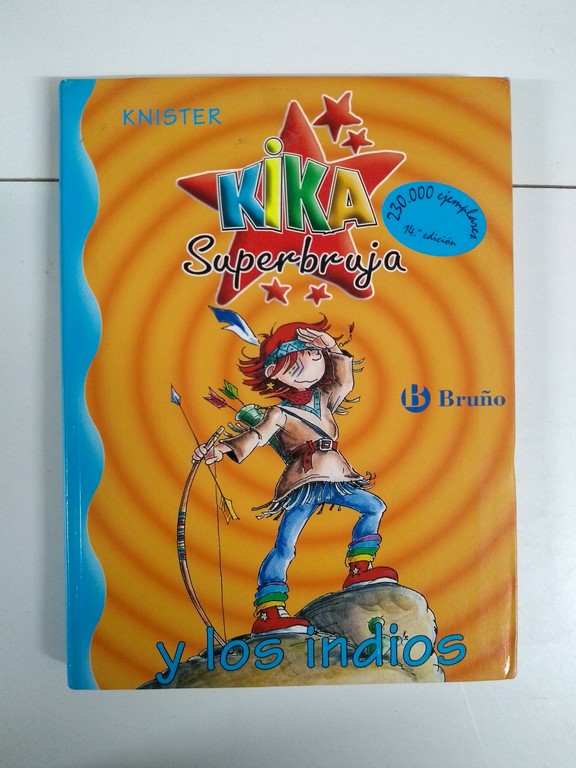 KNISTER
KIKA
Superbruja
230.000 ejemplares
14.ª edición
B Bruño
y los indios